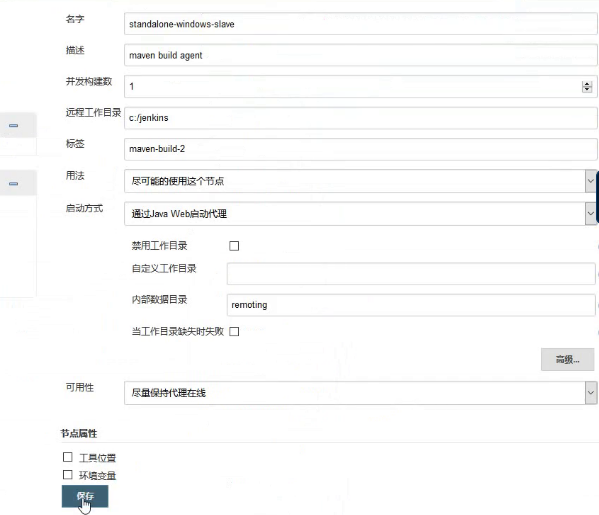 名字 standalone-windows-slave
描述 maven build agent
并发构建数 1
远程工作目录 c:/jenkins
标签 maven-build-2
用法 尽可能的使用这个节点
启动方式 通过Java Web启动代理
禁用工作目录
自定义工作目录
内部数据目录 remoting
当工作目录缺失时失败
高级...
可用性 尽量保持代理在线
节点属性
工具位置
环境变量
保存